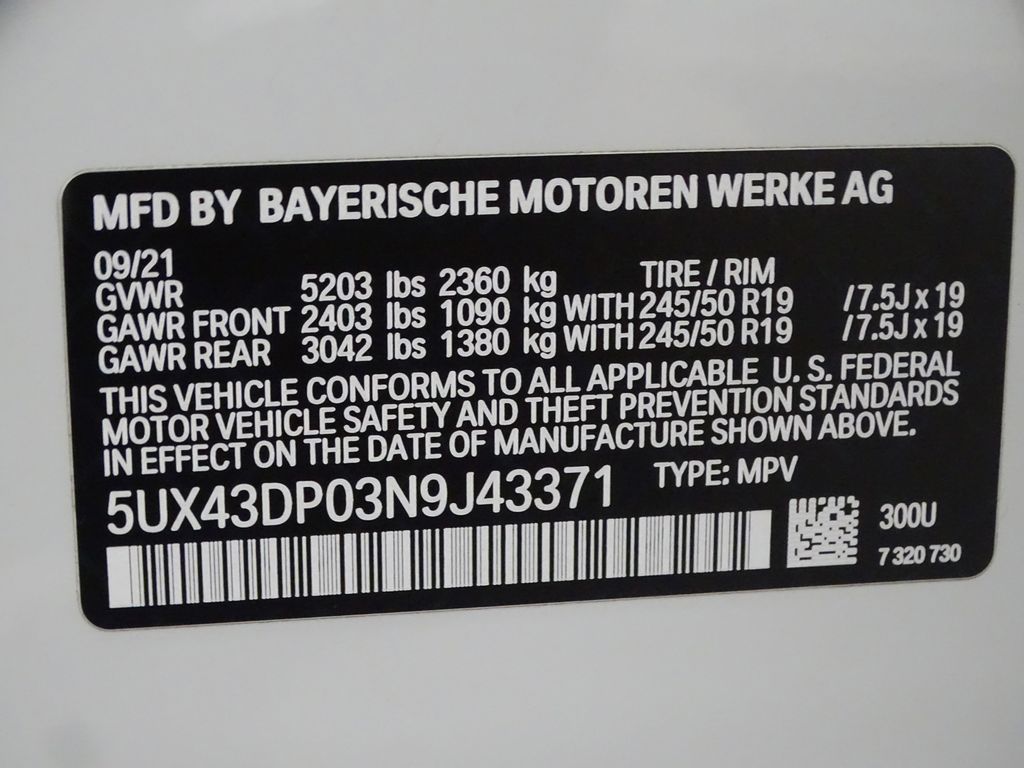 MFD BY BAYERISCHE MOTOREN WERKE AG
09/21
GVWR 5203 lbs 2360 kg TIRE / RIM
GAWR FRONT 2403 lbs 1090 kg WITH 245/50 R19 /7.5J x 19
GAWR REAR 3042 lbs 1380 kg WITH 245/50 R19 /7.5J x 19
THIS VEHICLE CONFORMS TO ALL APPLICABLE U. S. FEDERAL
MOTOR VEHICLE SAFETY AND THEFT PREVENTION STANDARDS
IN EFFECT ON THE DATE OF MANUFACTURE SHOWN ABOVE.
5UX43DP03N9J43371 TYPE: MPV
300U
7 320 730